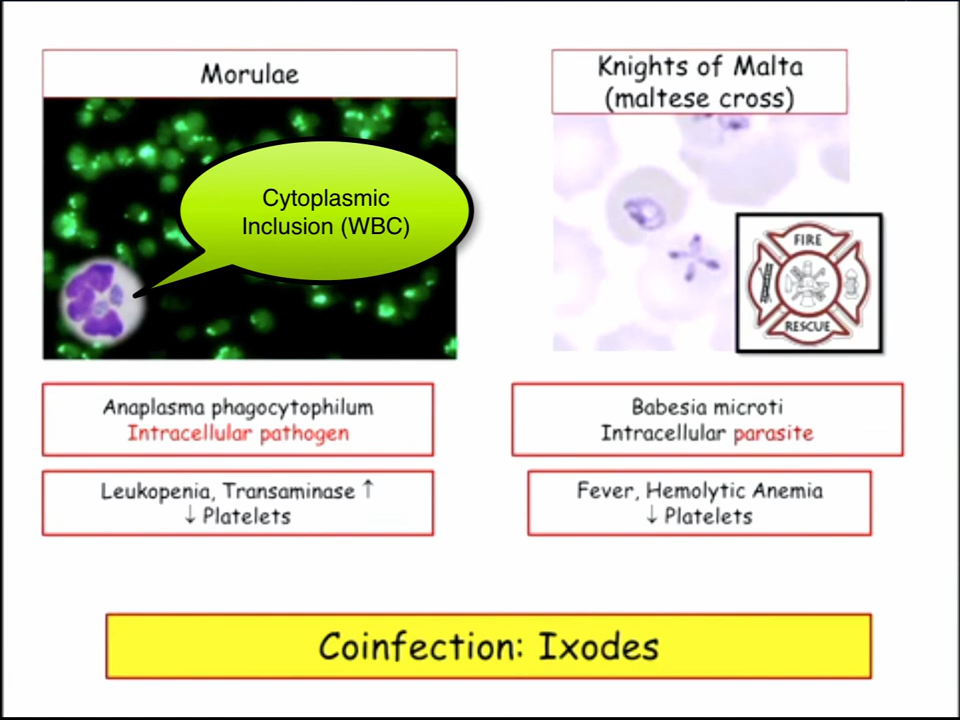 Morulae
Cytoplasmic
Inclusion (WBC)
Anaplasma phagocytophilum
Intracellular pathogen
Leukopenia, Transaminase ↑
↓ Platelets
Knights of Malta
(maltese cross)
FIRE
RESCUE
Babesia microti
Intracellular parasite
Fever, Hemolytic Anemia
↓ Platelets
Coinfection: Ixodes